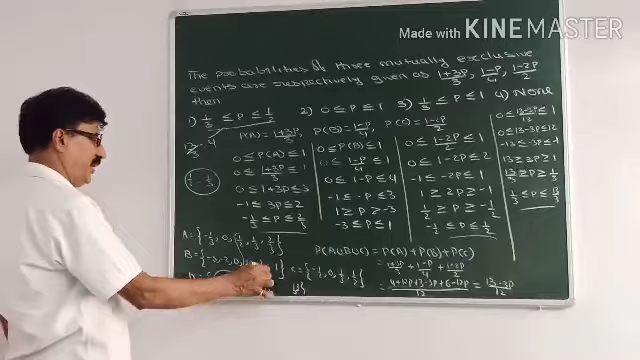 Made with KINEMASTER
The probabilities of three mutually exclusive
events are respectively given as (1+3P)/3, (1-P)/4, (1-2P)/2
then
1) 1/3 ≤ P ≤ 1/2 2) 0 ≤ P ≤ 1 3) 1/3 ≤ P ≤ 1 4) None
P(A) = (1+3P)/3 P(B) = (1-P)/4 P(C) = (1-2P)/2
0 ≤ P(A) ≤ 1
0 ≤ (1+3P)/3 ≤ 1
0 ≤ 1+3P ≤ 3
-1 ≤ 3P ≤ 2
-1/3 ≤ P ≤ 2/3
0 ≤ P(B) ≤ 1
0 ≤ (1-P)/4 ≤ 1
0 ≤ 1-P ≤ 4
-1 ≤ -P ≤ 3
1 ≥ P ≥ -3
-3 ≤ P ≤ 1
0 ≤ (1-2P)/2 ≤ 1
0 ≤ 1-2P ≤ 2
-1 ≤ -2P ≤ 1
1 ≥ 2P ≥ -1
1/2 ≥ P ≥ -1/2
-1/2 ≤ P ≤ 1/2
0 ≤ 13-3P ≤ 12
-13 ≤ -3P ≤ -1
13 ≥ 3P ≥ 1
13/3 ≥ P ≥ 1/3
1/3 ≤ P ≤ 13/3
P(AUBUC) = P(A) + P(B) + P(C)
= (1+3P)/3 + (1-P)/4 + (1-2P)/2
= (4+12P+3-3P+6-12P)/12 = (13-3P)/12